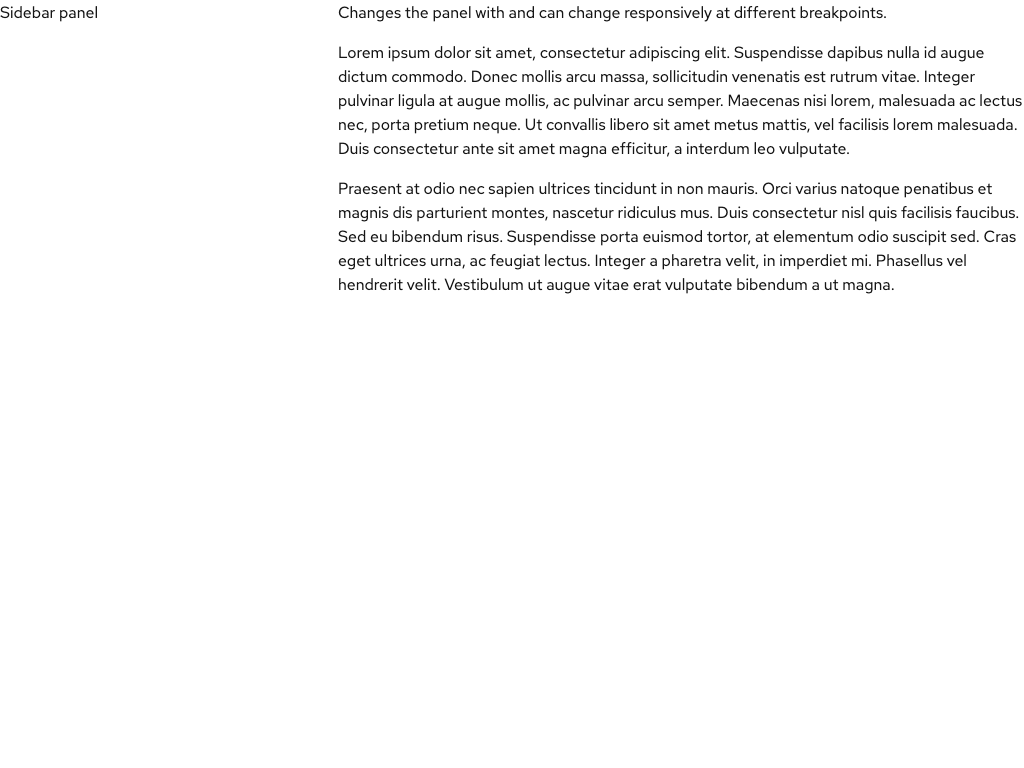 Sidebar panel
Changes the panel with and can change responsively at different breakpoints.
Lorem ipsum dolor sit amet, consectetur adipiscing elit. Suspendisse dapibus nulla id augue
dictum commodo. Donec mollis arcu massa, sollicitudin venenatis est rutrum vitae. Integer
pulvinar ligula at augue mollis, ac pulvinar arcu semper. Maecenas nisi lorem, malesuada ac lectus
nec, porta pretium neque. Ut convallis libero sit amet metus mattis, vel facilisis lorem malesuada.
Duis consectetur ante sit amet magna efficitur, a interdum leo vulputate.
Praesent at odio nec sapien ultrices tincidunt in non mauris. Orci varius natoque penatibus et
magnis dis parturient montes, nascetur ridiculus mus. Duis consectetur nisl quis facilisis faucibus.
Sed eu bibendum risus. Suspendisse porta euismod tortor, at elementum odio suscipit sed. Cras
eget ultrices urna, ac feugiat lectus. Integer a pharetra velit, in imperdiet mi. Phasellus vel
hendrerit velit. Vestibulum ut augue vitae erat vulputate bibendum a ut magna.